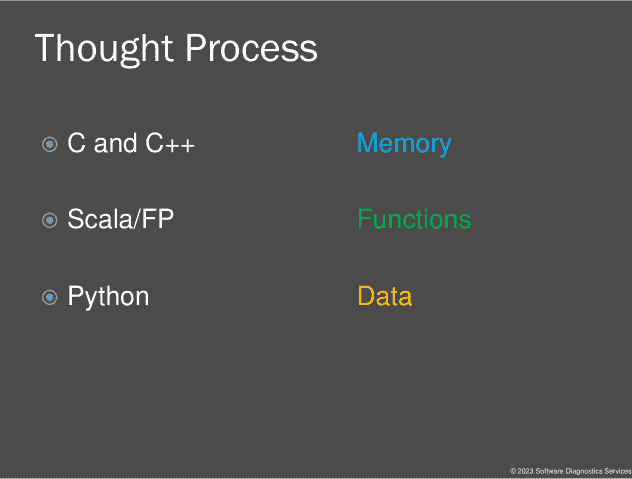 Thought Process
C and C++ Memory
Scala/FP Functions
Python Data
© 2023 Software Diagnostics Services